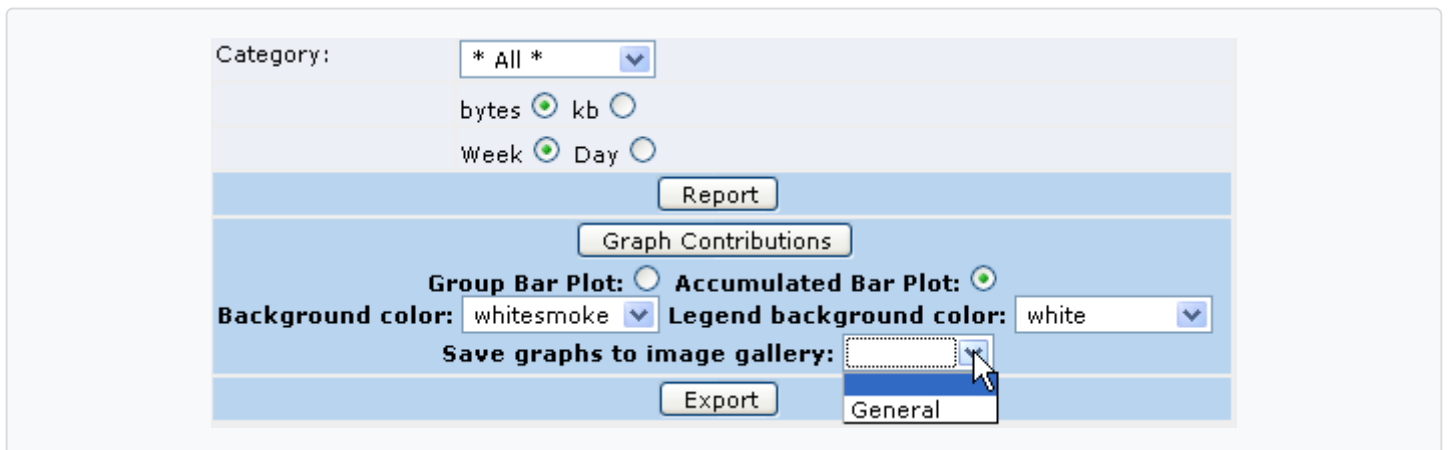 Category: * All *
bytes kb
Week Day
Report
Graph Contributions
Group Bar Plot: Accumulated Bar Plot:
Background color: whitesmoke Legend background color: white
Save graphs to image gallery:
Export
General